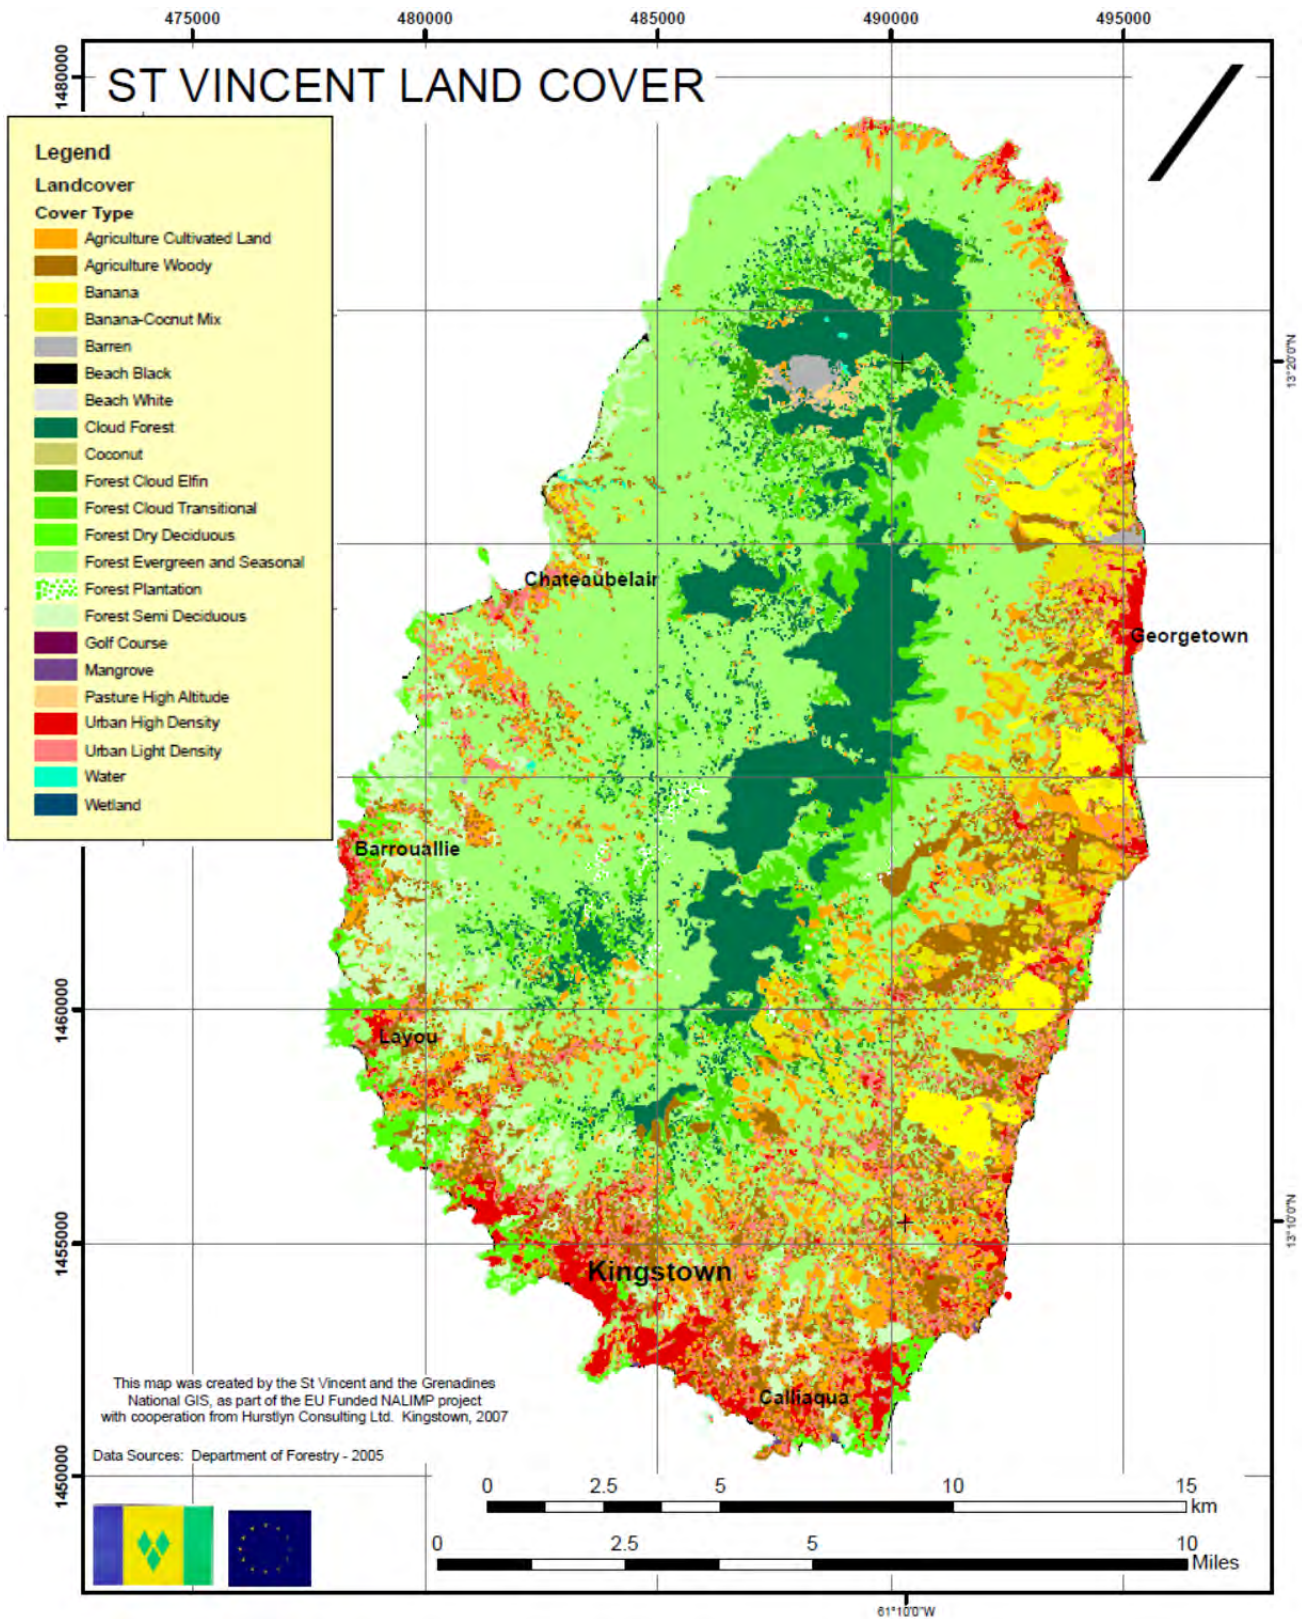 475000 480000 485000 490000 495000
1480000
ST VINCENT LAND COVER
Legend
Landcover
Cover Type
Agriculture Cultivated Land
Agriculture Woody
Banana
Banana-Cocnut Mix
Barren
Beach Black
Beach White
Cloud Forest
Coconut
Forest Cloud Elfin
Forest Cloud Transitional
Forest Dry Deciduous
Forest Evergreen and Seasonal
Forest Plantation
Forest Semi Deciduous
Golf Course
Mangrove
Pasture High Altitude
Urban High Density
Urban Light Density
Water
Wetland
13°20'0"N
Chateaubelair
Georgetown
Barrouallie
1460000
Layou
13°10'0"N
1455000
Kingstown
Calliaqua
This map was created by the St Vincent and the Grenadines
National GIS, as part of the EU Funded NALIMP project
with cooperation from Hurstlyn Consulting Ltd. Kingstown, 2007
Data Sources: Department of Forestry - 2005
1450000
0 2.5 5 10 15
km
0 2.5 5 10
Miles
61°10'0"W